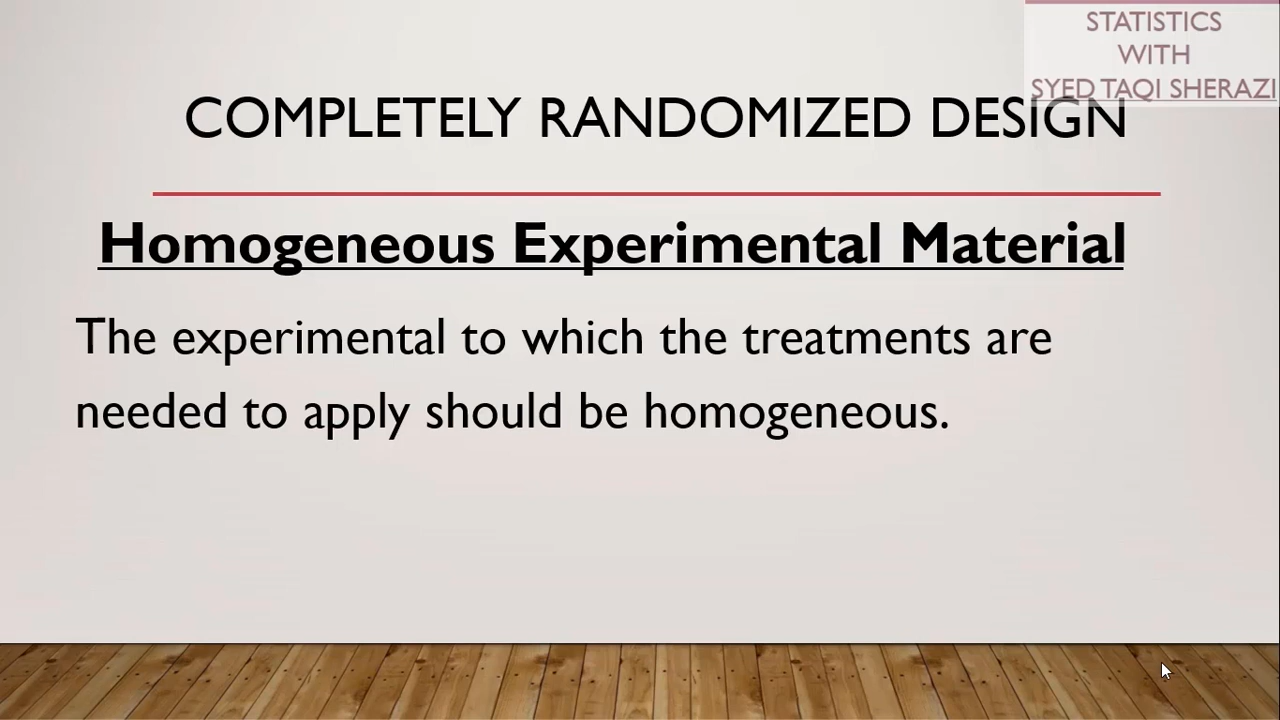 STATISTICS
WITH
SYED TAQI SHERAZI
COMPLETELY RANDOMIZED DESIGN
Homogeneous Experimental Material
The experimental to which the treatments are
needed to apply should be homogeneous.